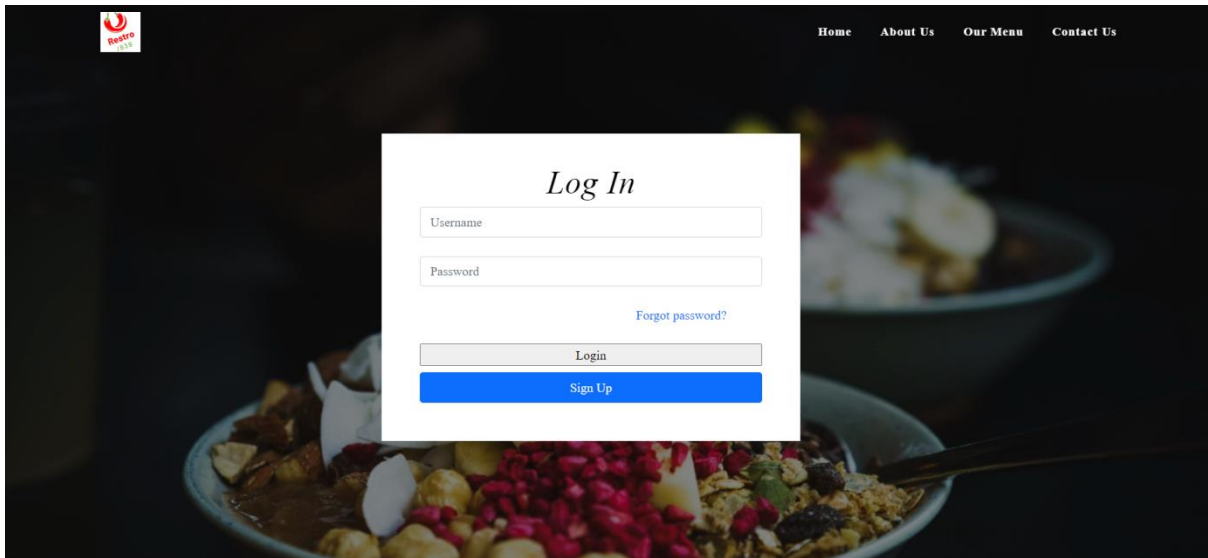 Restro
Home About Us Our Menu Contact Us
Log In
Username
Password
Forgot password?
Login
Sign Up